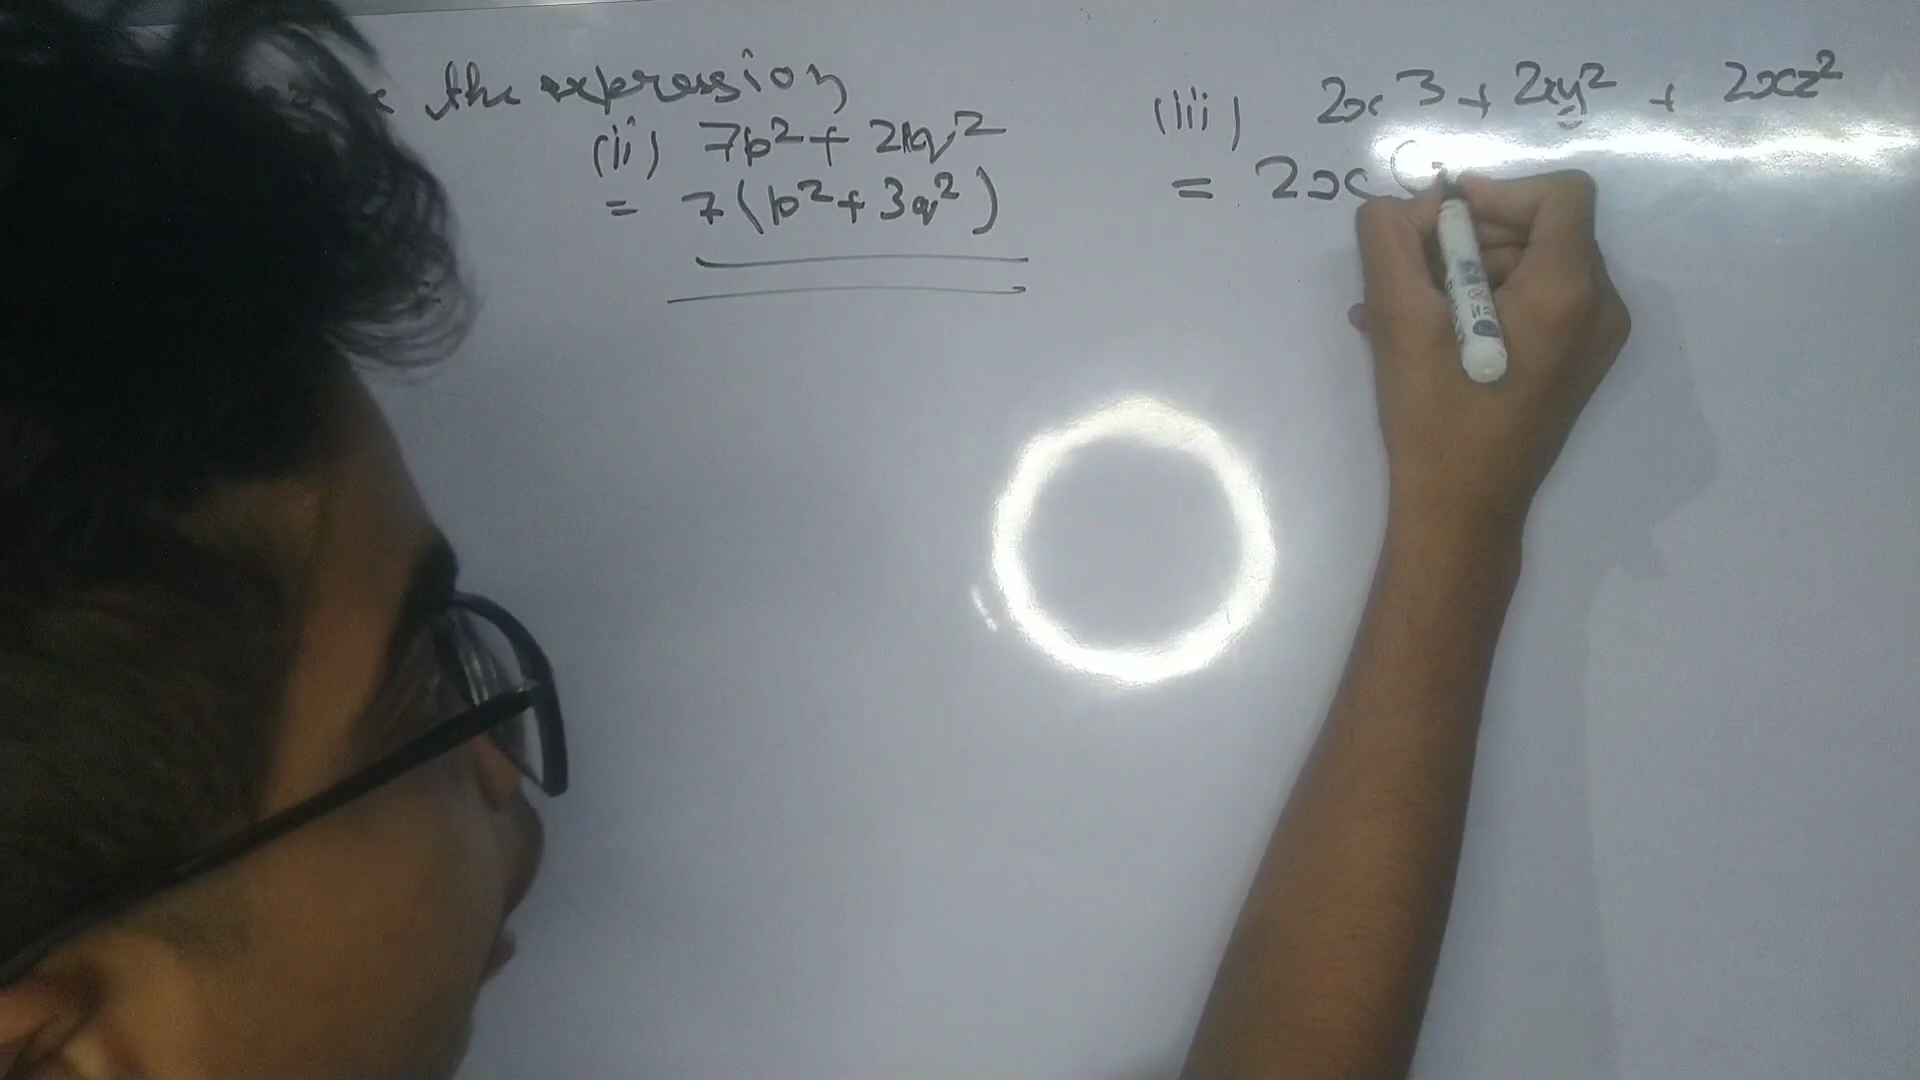 the expression
(ii) 7p² + 21q²
= 7(p² + 3q²)
(iii) 2x³ + 2xy² + 2xz²
= 2x(